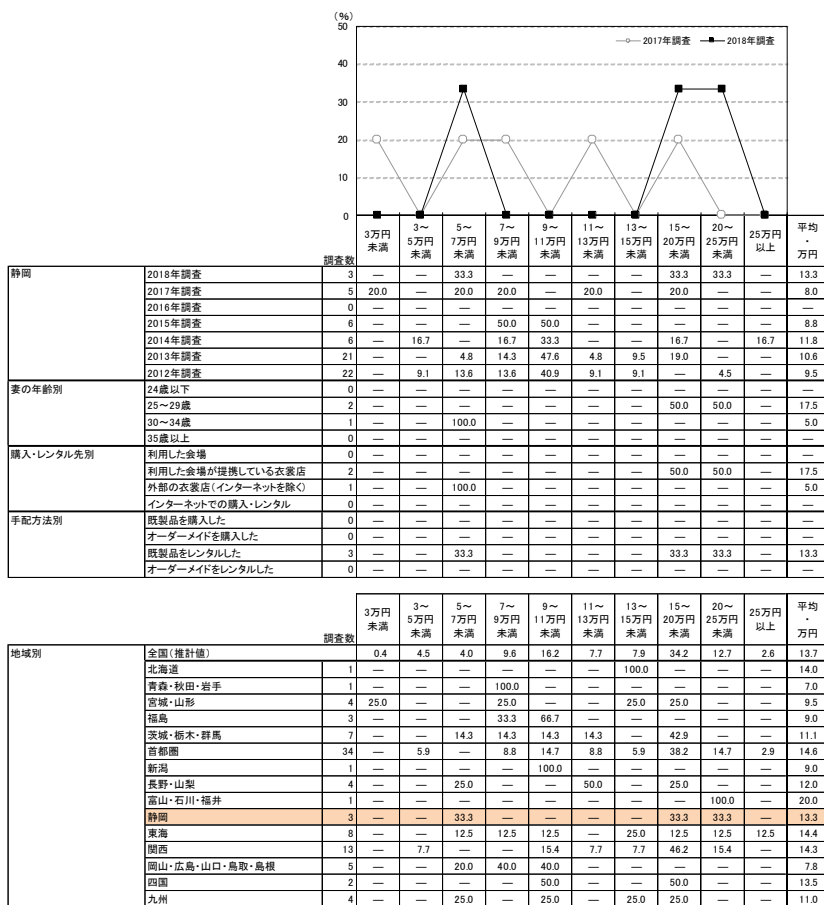 (%)
50
2017年調査 2018年調査
40
30
20
10
0
調査数 3万円未満 3～5万円未満 5～7万円未満 7～9万円未満 9～11万円未満 11～13万円未満 13～15万円未満 15～20万円未満 20～25万円未満 25万円以上 平均・万円
静岡 2018年調査 3 — — 33.3 — — — — 33.3 33.3 — 13.3
2017年調査 5 20.0 — 20.0 20.0 — 20.0 — 20.0 — — 8.0
2016年調査 0 — — — — — — — — — — —
2015年調査 6 — — — 50.0 50.0 — — — — — 8.8
2014年調査 6 — 16.7 — 16.7 33.3 — — 16.7 — 16.7 11.8
2013年調査 21 — — 4.8 14.3 47.6 4.8 9.5 19.0 — — 10.6
2012年調査 22 — 9.1 13.6 13.6 40.9 9.1 9.1 — 4.5 — 9.5
妻の年齢別 24歳以下 0 — — — — — — — — — — —
25～29歳 2 — — — — — — — 50.0 50.0 — 17.5
30～34歳 1 — — 100.0 — — — — — — — 5.0
35歳以上 0 — — — — — — — — — — —
購入・レンタル先別 利用した会場 0 — — — — — — — — — — —
利用した会場が提携している衣裳店 2 — — — — — — — 50.0 50.0 — 17.5
外部の衣裳店(インターネットを除く) 1 — — 100.0 — — — — — — — 5.0
インターネットでの購入・レンタル 0 — — — — — — — — — — —
手配方法別 既製品を購入した 0 — — — — — — — — — — —
オーダーメイドを購入した 0 — — — — — — — — — — —
既製品をレンタルした 3 — — 33.3 — — — — 33.3 33.3 — 13.3
オーダーメイドをレンタルした 0 — — — — — — — — — — —
調査数 3万円未満 3～5万円未満 5～7万円未満 7～9万円未満 9～11万円未満 11～13万円未満 13～15万円未満 15～20万円未満 20～25万円未満 25万円以上 平均・万円
地域別 全国(推計値) 0.4 4.5 4.0 9.6 16.2 7.7 7.9 34.2 12.7 2.6 13.7
北海道 1 — — — — — — 100.0 — — — 14.0
青森・秋田・岩手 1 — — — 100.0 — — — — — — 7.0
宮城・山形 4 25.0 — — 25.0 — — 25.0 25.0 — — 9.5
福島 3 — — — 33.3 66.7 — — — — — 9.0
茨城・栃木・群馬 7 — — 14.3 14.3 14.3 14.3 — 42.9 — — 11.1
首都圏 34 — 5.9 — 8.8 14.7 8.8 5.9 38.2 14.7 2.9 14.6
新潟 1 — — — — 100.0 — — — — — 9.0
長野・山梨 4 — — 25.0 — — 50.0 — 25.0 — — 12.0
富山・石川・福井 1 — — — — — — — — 100.0 — 20.0
静岡 3 — — 33.3 — — — — 33.3 33.3 — 13.3
東海 8 — — 12.5 12.5 12.5 — 25.0 12.5 12.5 12.5 14.4
関西 13 — 7.7 — — 15.4 7.7 7.7 46.2 15.4 — 14.3
岡山・広島・山口・鳥取・島根 5 — — 20.0 40.0 40.0 — — — — — 7.8
四国 2 — — — — 50.0 — — 50.0 — — 13.5
九州 4 — — 25.0 — 25.0 — 25.0 25.0 — — 11.0